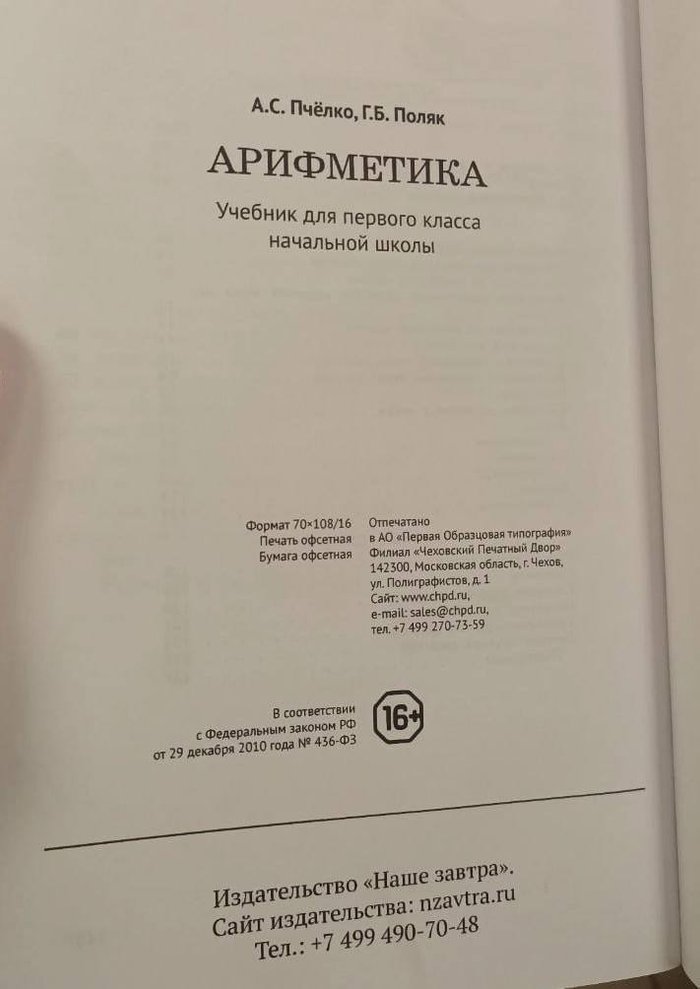 А.С. Пчёлко, Г.Б. Поляк
АРИФМЕТИКА
Учебник для первого класса
начальной школы
Формат 70×108/16
Печать офсетная
Бумага офсетная
Отпечатано
в АО «Первая Образцовая типография»
Филиал «Чеховский Печатный Двор»
142300, Московская область, г. Чехов,
ул. Полиграфистов, д. 1
Сайт: www.chpd.ru,
e-mail: sales@chpd.ru,
тел. +7 499 270-73-59
В соответствии
с Федеральным законом РФ
от 29 декабря 2010 года № 436-ФЗ
16+
Издательство «Наше завтра».
Сайт издательства: nzavtra.ru
Тел.: +7 499 490-70-48